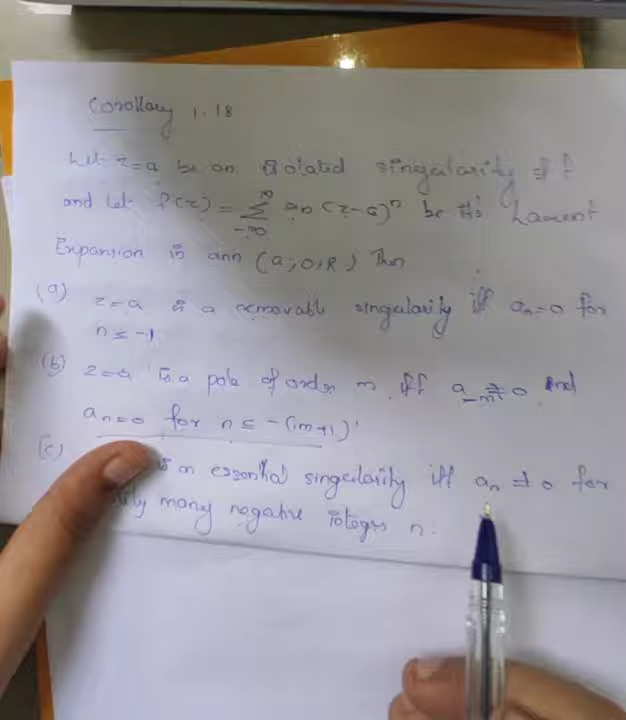 Corollary 1.18
Let z=a be an isolated singularity of f
and let f(z) = ∑_{-∞}^{∞} an (z-a)^n be its Laurent
Expansion in ann (a;0,R) Then
(a) z=a is a removable singularity iff an=0 for
n ≤ -1
(b) z=a is a pole of order m iff a_{-m}≠0 and
an=0 for n ≤ -(m+1)
(c) is an essential singularity iff an ≠ 0 for
many negative integers n.